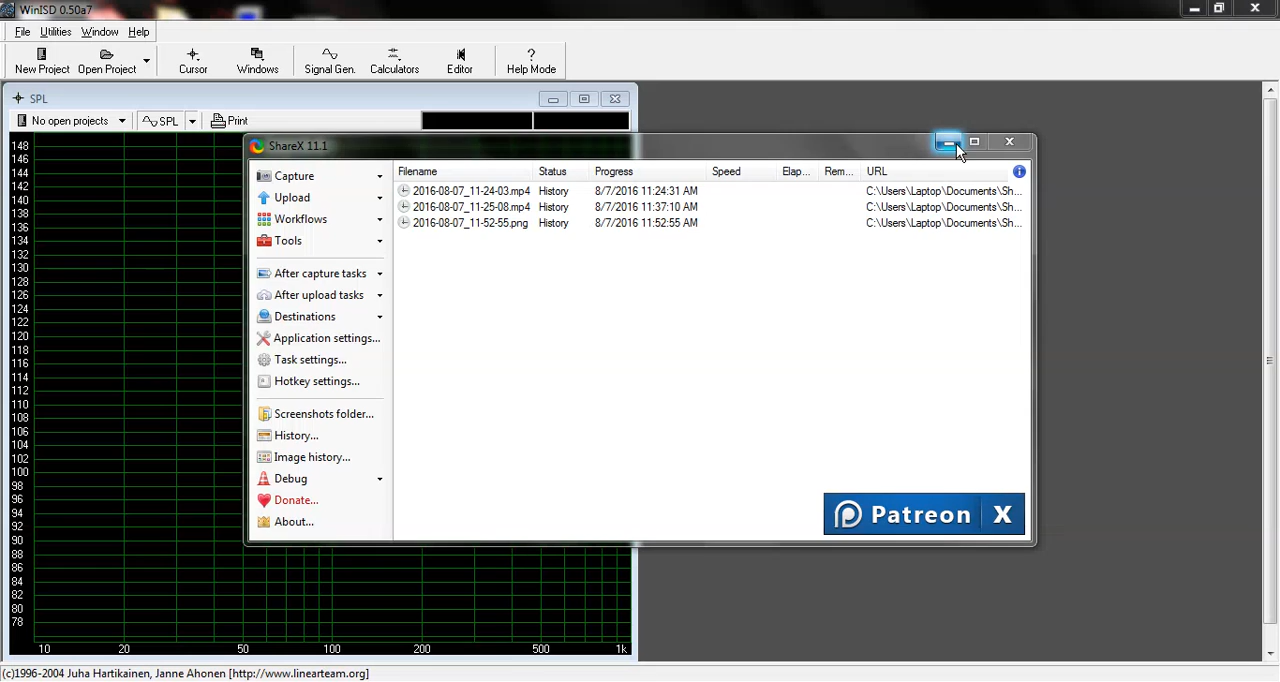 WinISD 0.50a7
File Utilities Window Help
New Project Open Project Cursor Windows Signal Gen. Calculators Editor Help Mode
SPL
No open projects SPL Print
ShareX 11.1
Capture
Upload
Workflows
Tools
After capture tasks
After upload tasks
Destinations
Application settings...
Task settings...
Hotkey settings...
Screenshots folder...
History...
Image history...
Debug
Donate...
About...
Filename Status Progress Speed Elap... Rem... URL
2016-08-07_11-24-03.mp4 History 8/7/2016 11:24:31 AM C:\Users\Laptop\Documents\Sh...
2016-08-07_11-25-08.mp4 History 8/7/2016 11:37:10 AM C:\Users\Laptop\Documents\Sh...
2016-08-07_11-52-55.png History 8/7/2016 11:52:55 AM C:\Users\Laptop\Documents\Sh...
Patreon X
148
146
144
142
140
138
136
134
132
130
128
126
124
122
120
118
116
114
112
110
108
106
104
102
100
98
96
94
92
90
88
86
84
82
80
78
10 20 50 100 200 500 1k
(c)1996-2004 Juha Hartikainen, Janne Ahonen [http://www.linearteam.org]